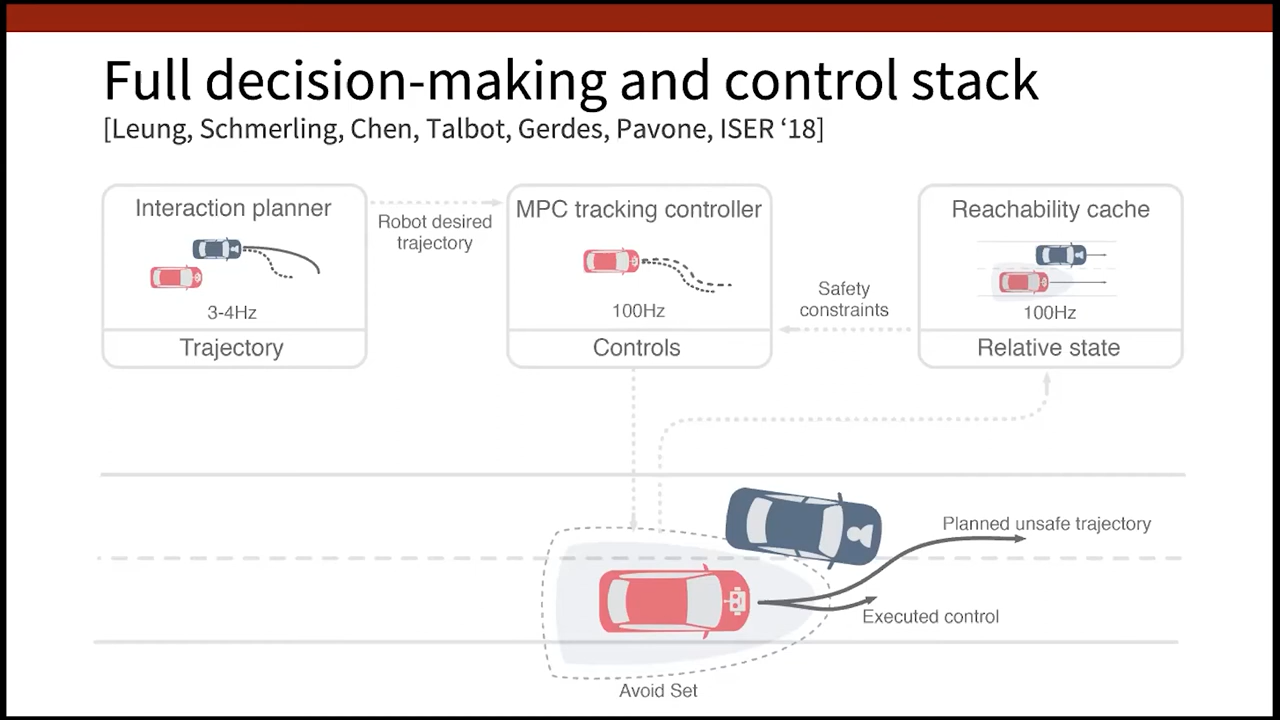 Full decision-making and control stack
[Leung, Schmerling, Chen, Talbot, Gerdes, Pavone, ISER ‘18]
Interaction planner
3-4Hz
Trajectory
Robot desired
trajectory
MPC tracking controller
100Hz
Controls
Safety
constraints
Reachability cache
100Hz
Relative state
Planned unsafe trajectory
Executed control
Avoid Set